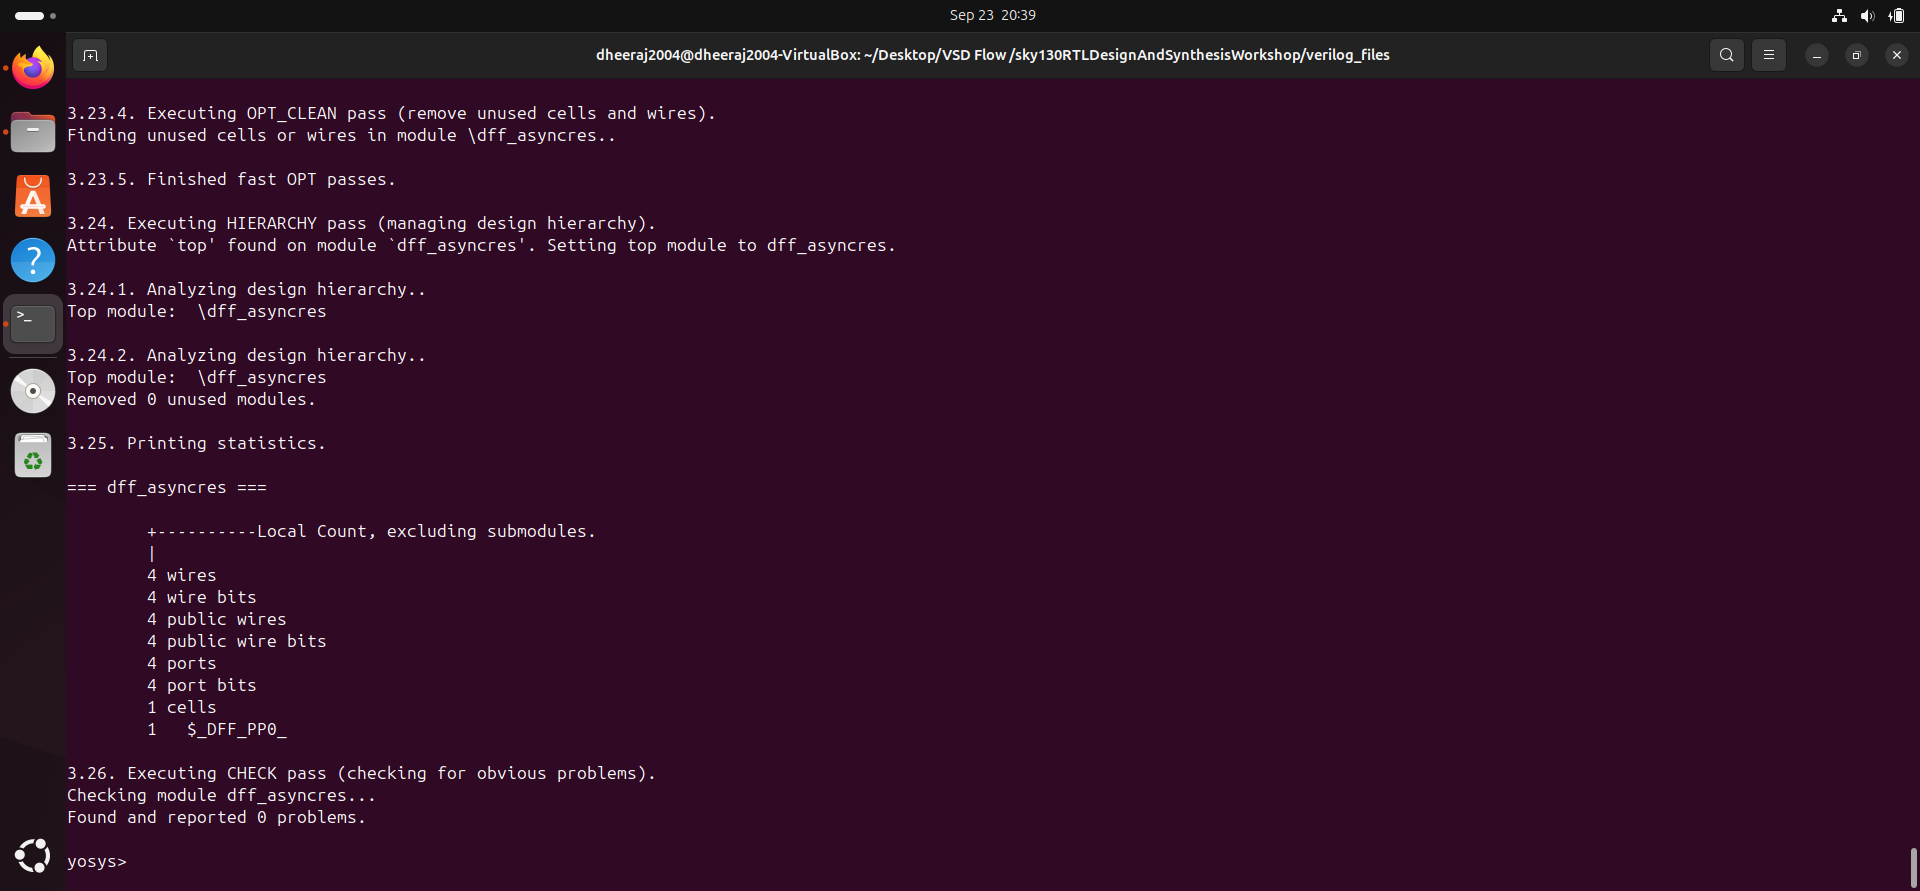 Sep 23 20:39
dheeraj2004@dheeraj2004-VirtualBox: ~/Desktop/VSD Flow /sky130RTLDesignAndSynthesisWorkshop/verilog_files
3.23.4. Executing OPT_CLEAN pass (remove unused cells and wires).
Finding unused cells or wires in module \dff_asyncres..
3.23.5. Finished fast OPT passes.
3.24. Executing HIERARCHY pass (managing design hierarchy).
Attribute `top' found on module `dff_asyncres'. Setting top module to dff_asyncres.
3.24.1. Analyzing design hierarchy..
Top module:  \dff_asyncres
3.24.2. Analyzing design hierarchy..
Top module:  \dff_asyncres
Removed 0 unused modules.
3.25. Printing statistics.
=== dff_asyncres ===
+----------Local Count, excluding submodules.
|
4 wires
4 wire bits
4 public wires
4 public wire bits
4 ports
4 port bits
1 cells
1   $_DFF_PP0_
3.26. Executing CHECK pass (checking for obvious problems).
Checking module dff_asyncres...
Found and reported 0 problems.
yosys>